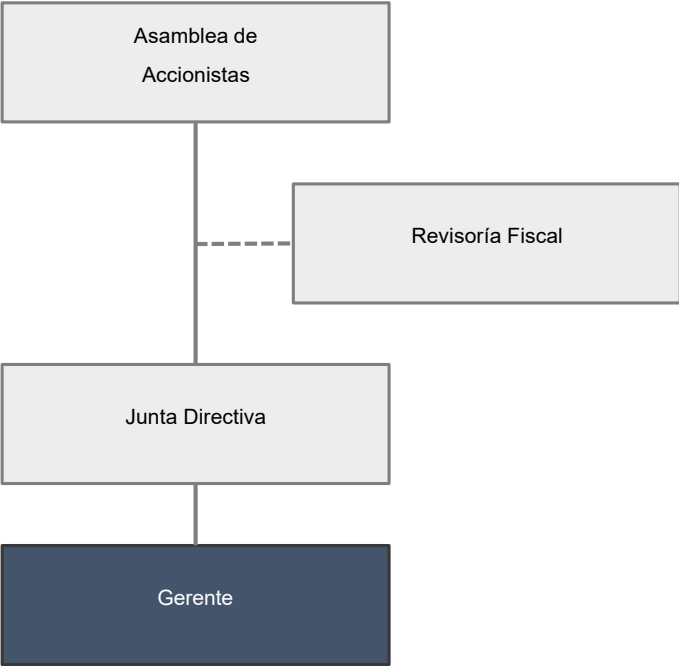 Asamblea de
Accionistas
Revisoría Fiscal
Junta Directiva
Gerente